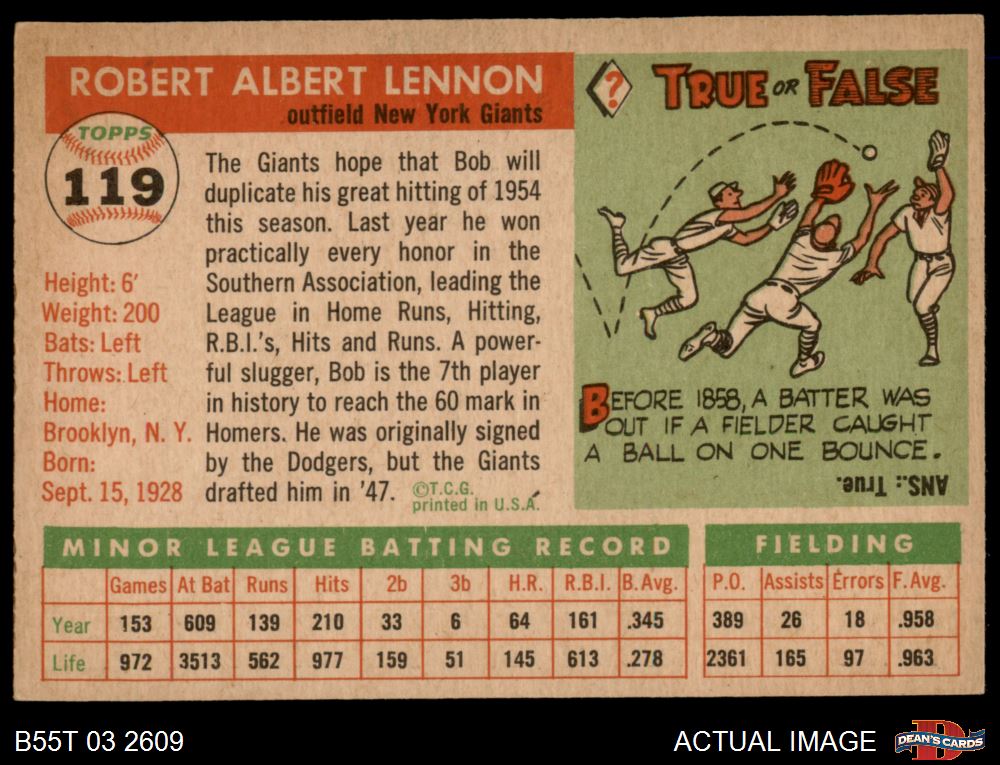 ROBERT ALBERT LENNON
outfield New York Giants
TOPPS
119
Height: 6'
Weight: 200
Bats: Left
Throws: Left
Home:
Brooklyn, N. Y.
Born:
Sept. 15, 1928
The Giants hope that Bob will
duplicate his great hitting of 1954
this season. Last year he won
practically every honor in the
Southern Association, leading the
League in Home Runs, Hitting,
R.B.I.'s, Hits and Runs. A power-
ful slugger, Bob is the 7th player
in history to reach the 60 mark in
Homers. He was originally signed
by the Dodgers, but the Giants
drafted him in '47.
©T.C.G.
printed in U.S.A.
?
TRUE OR FALSE
BEFORE 1858, A BATTER WAS
OUT IF A FIELDER CAUGHT
A BALL ON ONE BOUNCE.
ANS.: True.
MINOR LEAGUE BATTING RECORD
Games At Bat Runs Hits 2b 3b H.R. R.B.I. B. Avg.
Year 153 609 139 210 33 6 64 161 .345
Life 972 3513 562 977 159 51 145 613 .278
FIELDING
P.O. Assists Errors F. Avg.
389 26 18 .958
2361 165 97 .963
B55T 03 2609
ACTUAL IMAGE
DEAN'S CARDS